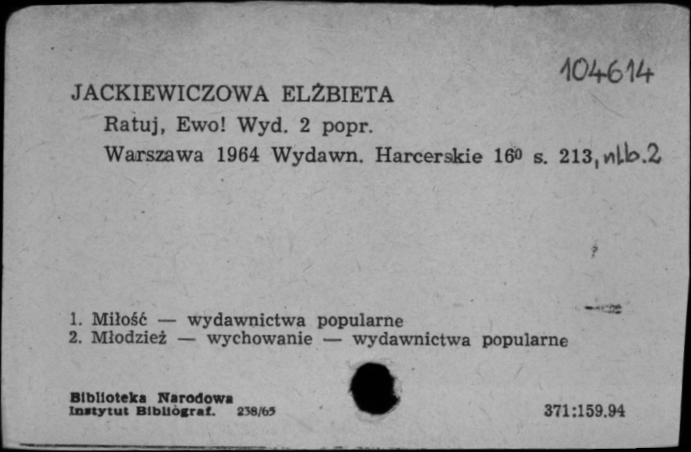 104614
JACKIEWICZOWA ELŻBIETA
Ratuj, Ewo! Wyd. 2 popr.
Warszawa 1964 Wydawn. Harcerskie 16⁰ s. 213, nlb.2
1. Miłość — wydawnictwa popularne
2. Młodzież — wychowanie — wydawnictwa popularne
Biblioteka Narodowa
Instytut Bibliograf. 238/65
371:159.94